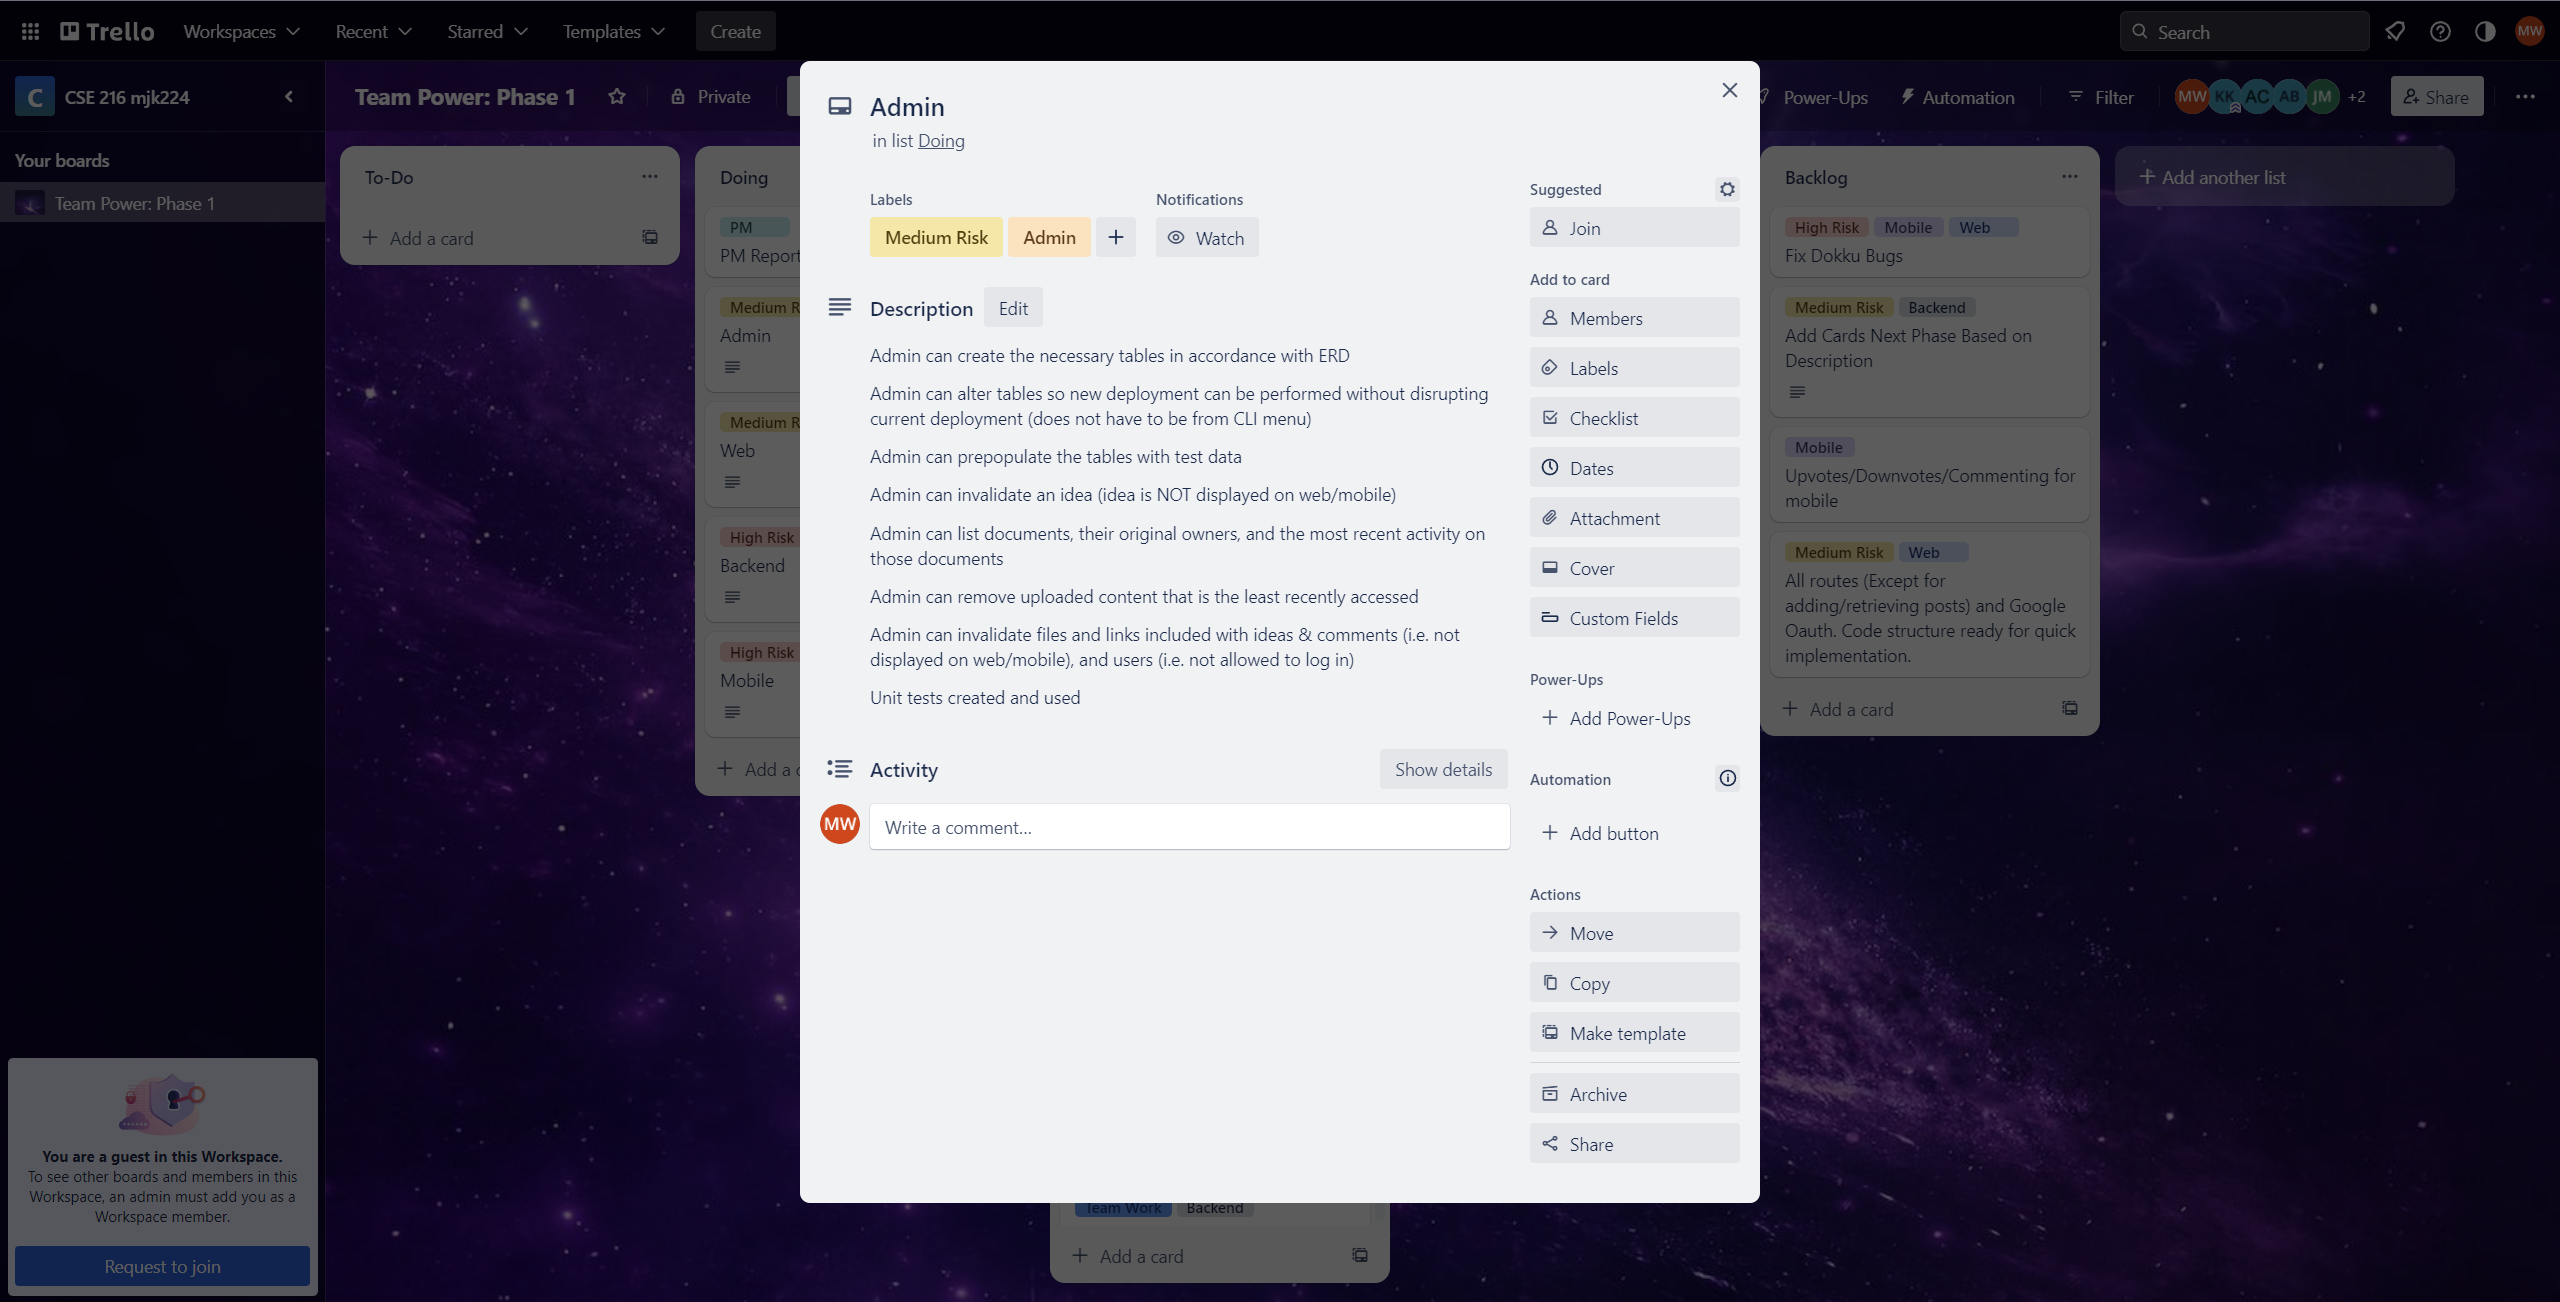 Trello
Workspaces
Recent
Starred
Templates
Create
Search
MW
C
CSE 216 mjk224
Team Power: Phase 1
Private
Power-Ups
Automation
Filter
MW
KK
AC
AB
JM
+2
Share
Your boards
Team Power: Phase 1
To-Do
Add a card
Doing
PM
PM Report
Medium R
Admin
Medium R
Web
High Risk
Backend
High Risk
Mobile
Add a c
Admin
in list Doing
Labels
Medium Risk
Admin
Notifications
Watch
Description
Edit
Admin can create the necessary tables in accordance with ERD
Admin can alter tables so new deployment can be performed without disrupting
current deployment (does not have to be from CLI menu)
Admin can prepopulate the tables with test data
Admin can invalidate an idea (idea is NOT displayed on web/mobile)
Admin can list documents, their original owners, and the most recent activity on
those documents
Admin can remove uploaded content that is the least recently accessed
Admin can invalidate files and links included with ideas & comments (i.e. not
displayed on web/mobile), and users (i.e. not allowed to log in)
Unit tests created and used
Activity
Show details
MW
Write a comment...
Suggested
Join
Add to card
Members
Labels
Checklist
Dates
Attachment
Cover
Custom Fields
Power-Ups
Add Power-Ups
Automation
Add button
Actions
Move
Copy
Make template
Archive
Share
Backlog
High Risk
Mobile
Web
Fix Dokku Bugs
Medium Risk
Backend
Add Cards Next Phase Based on
Description
Mobile
Upvotes/Downvotes/Commenting for
mobile
Medium Risk
Web
All routes (Except for
adding/retrieving posts) and Google
Oauth. Code structure ready for quick
implementation.
Add a card
Add another list
Team Work
Backend
Add a card
You are a guest in this Workspace.
To see other boards and members in this
Workspace, an admin must add you as a
Workspace member.
Request to join